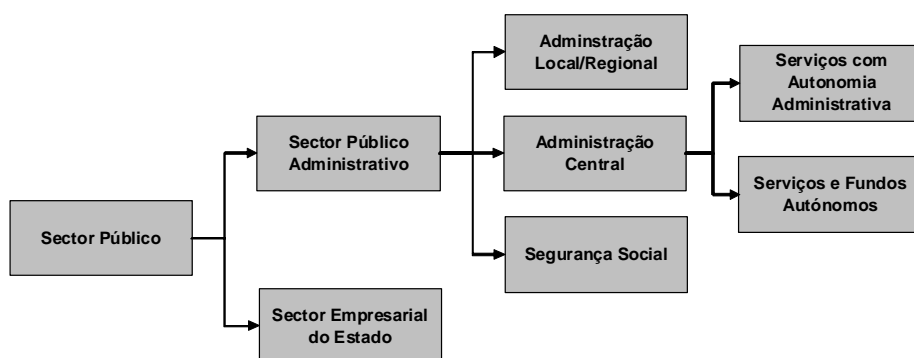 Adminstração
Local/Regional
Serviços com
Autonomia
Administrativa
Sector Público
Administrativo
Administração
Central
Serviços e Fundos
Autónomos
Sector Público
Segurança Social
Sector Empresarial
do Estado